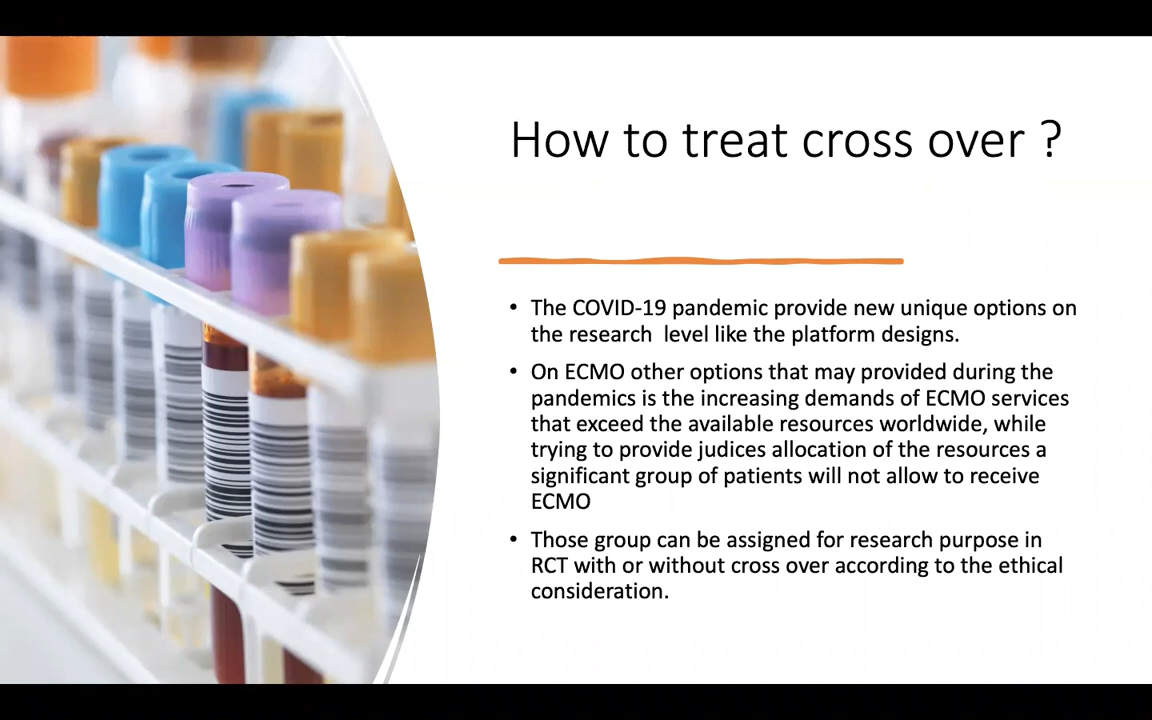 How to treat cross over ?
• The COVID-19 pandemic provide new unique options on
the research  level like the platform designs.
• On ECMO other options that may provided during the
pandemics is the increasing demands of ECMO services
that exceed the available resources worldwide, while
trying to provide judices allocation of the resources a
significant group of patients will not allow to receive
ECMO
• Those group can be assigned for research purpose in
RCT with or without cross over according to the ethical
consideration.